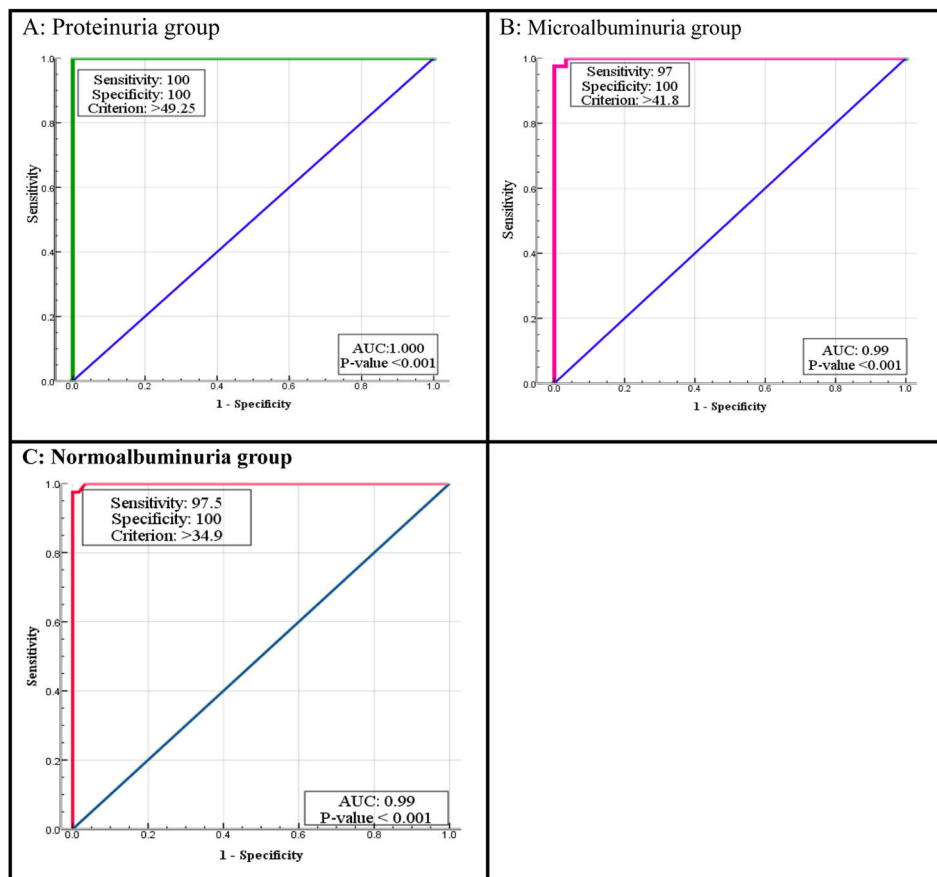 A: Proteinuria group
1.0
0.8
0.6
0.4
0.2
0.0
Sensitivity
Sensitivity: 100
Specificity: 100
Criterion: >49.25
AUC:1.000
P-value <0.001
0.0 0.2 0.4 0.6 0.8 1.0
1 - Specificity
B: Microalbuminuria group
1.0
0.8
0.6
0.4
0.2
0.0
Sensitivity
Sensitivity: 97
Specificity: 100
Criterion: >41.8
AUC: 0.99
P-value <0.001
0.0 0.2 0.4 0.6 0.8 1.0
1 - Specificity
C: Normoalbuminuria group
1.0
0.8
0.6
0.4
0.2
0.0
Sensitivity
Sensitivity: 97.5
Specificity: 100
Criterion: >34.9
AUC: 0.99
P-value < 0.001
0.0 0.2 0.4 0.6 0.8 1.0
1 - Specificity